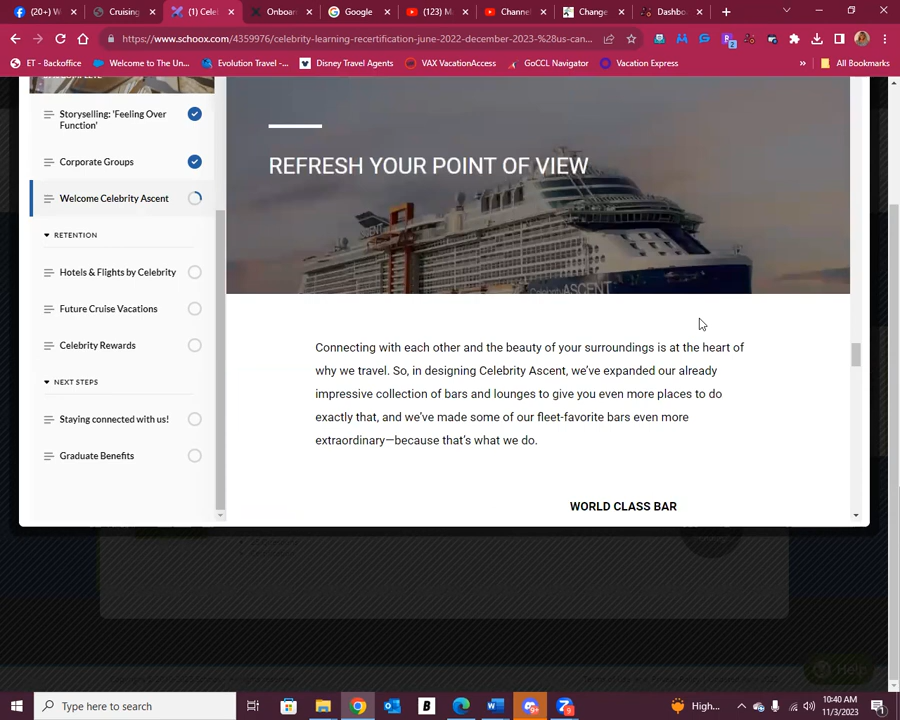 (20+) W
Cruising
(1) Cele
Onboar
Google
(123) M
Channel
Change
Dashbo
https://www.schoox.com/4359976/celebrity-learning-recertification-june-2022-december-2023-%28us-can...
ET - Backoffice
Welcome to The Un...
Evolution Travel -...
Disney Travel Agents
VAX VacationAccess
GoCCL Navigator
Vacation Express
»
All Bookmarks
Storyselling: 'Feeling Over
Function'
Corporate Groups
Welcome Celebrity Ascent
RETENTION
Hotels & Flights by Celebrity
Future Cruise Vacations
Celebrity Rewards
NEXT STEPS
Staying connected with us!
Graduate Benefits
REFRESH YOUR POINT OF VIEW
Celebrity ASCENT
Connecting with each other and the beauty of your surroundings is at the heart of
why we travel. So, in designing Celebrity Ascent, we've expanded our already
impressive collection of bars and lounges to give you even more places to do
exactly that, and we've made some of our fleet-favorite bars even more
extraordinary—because that's what we do.
WORLD CLASS BAR
Help
Type here to search
High...
10:40 AM
11/3/2023